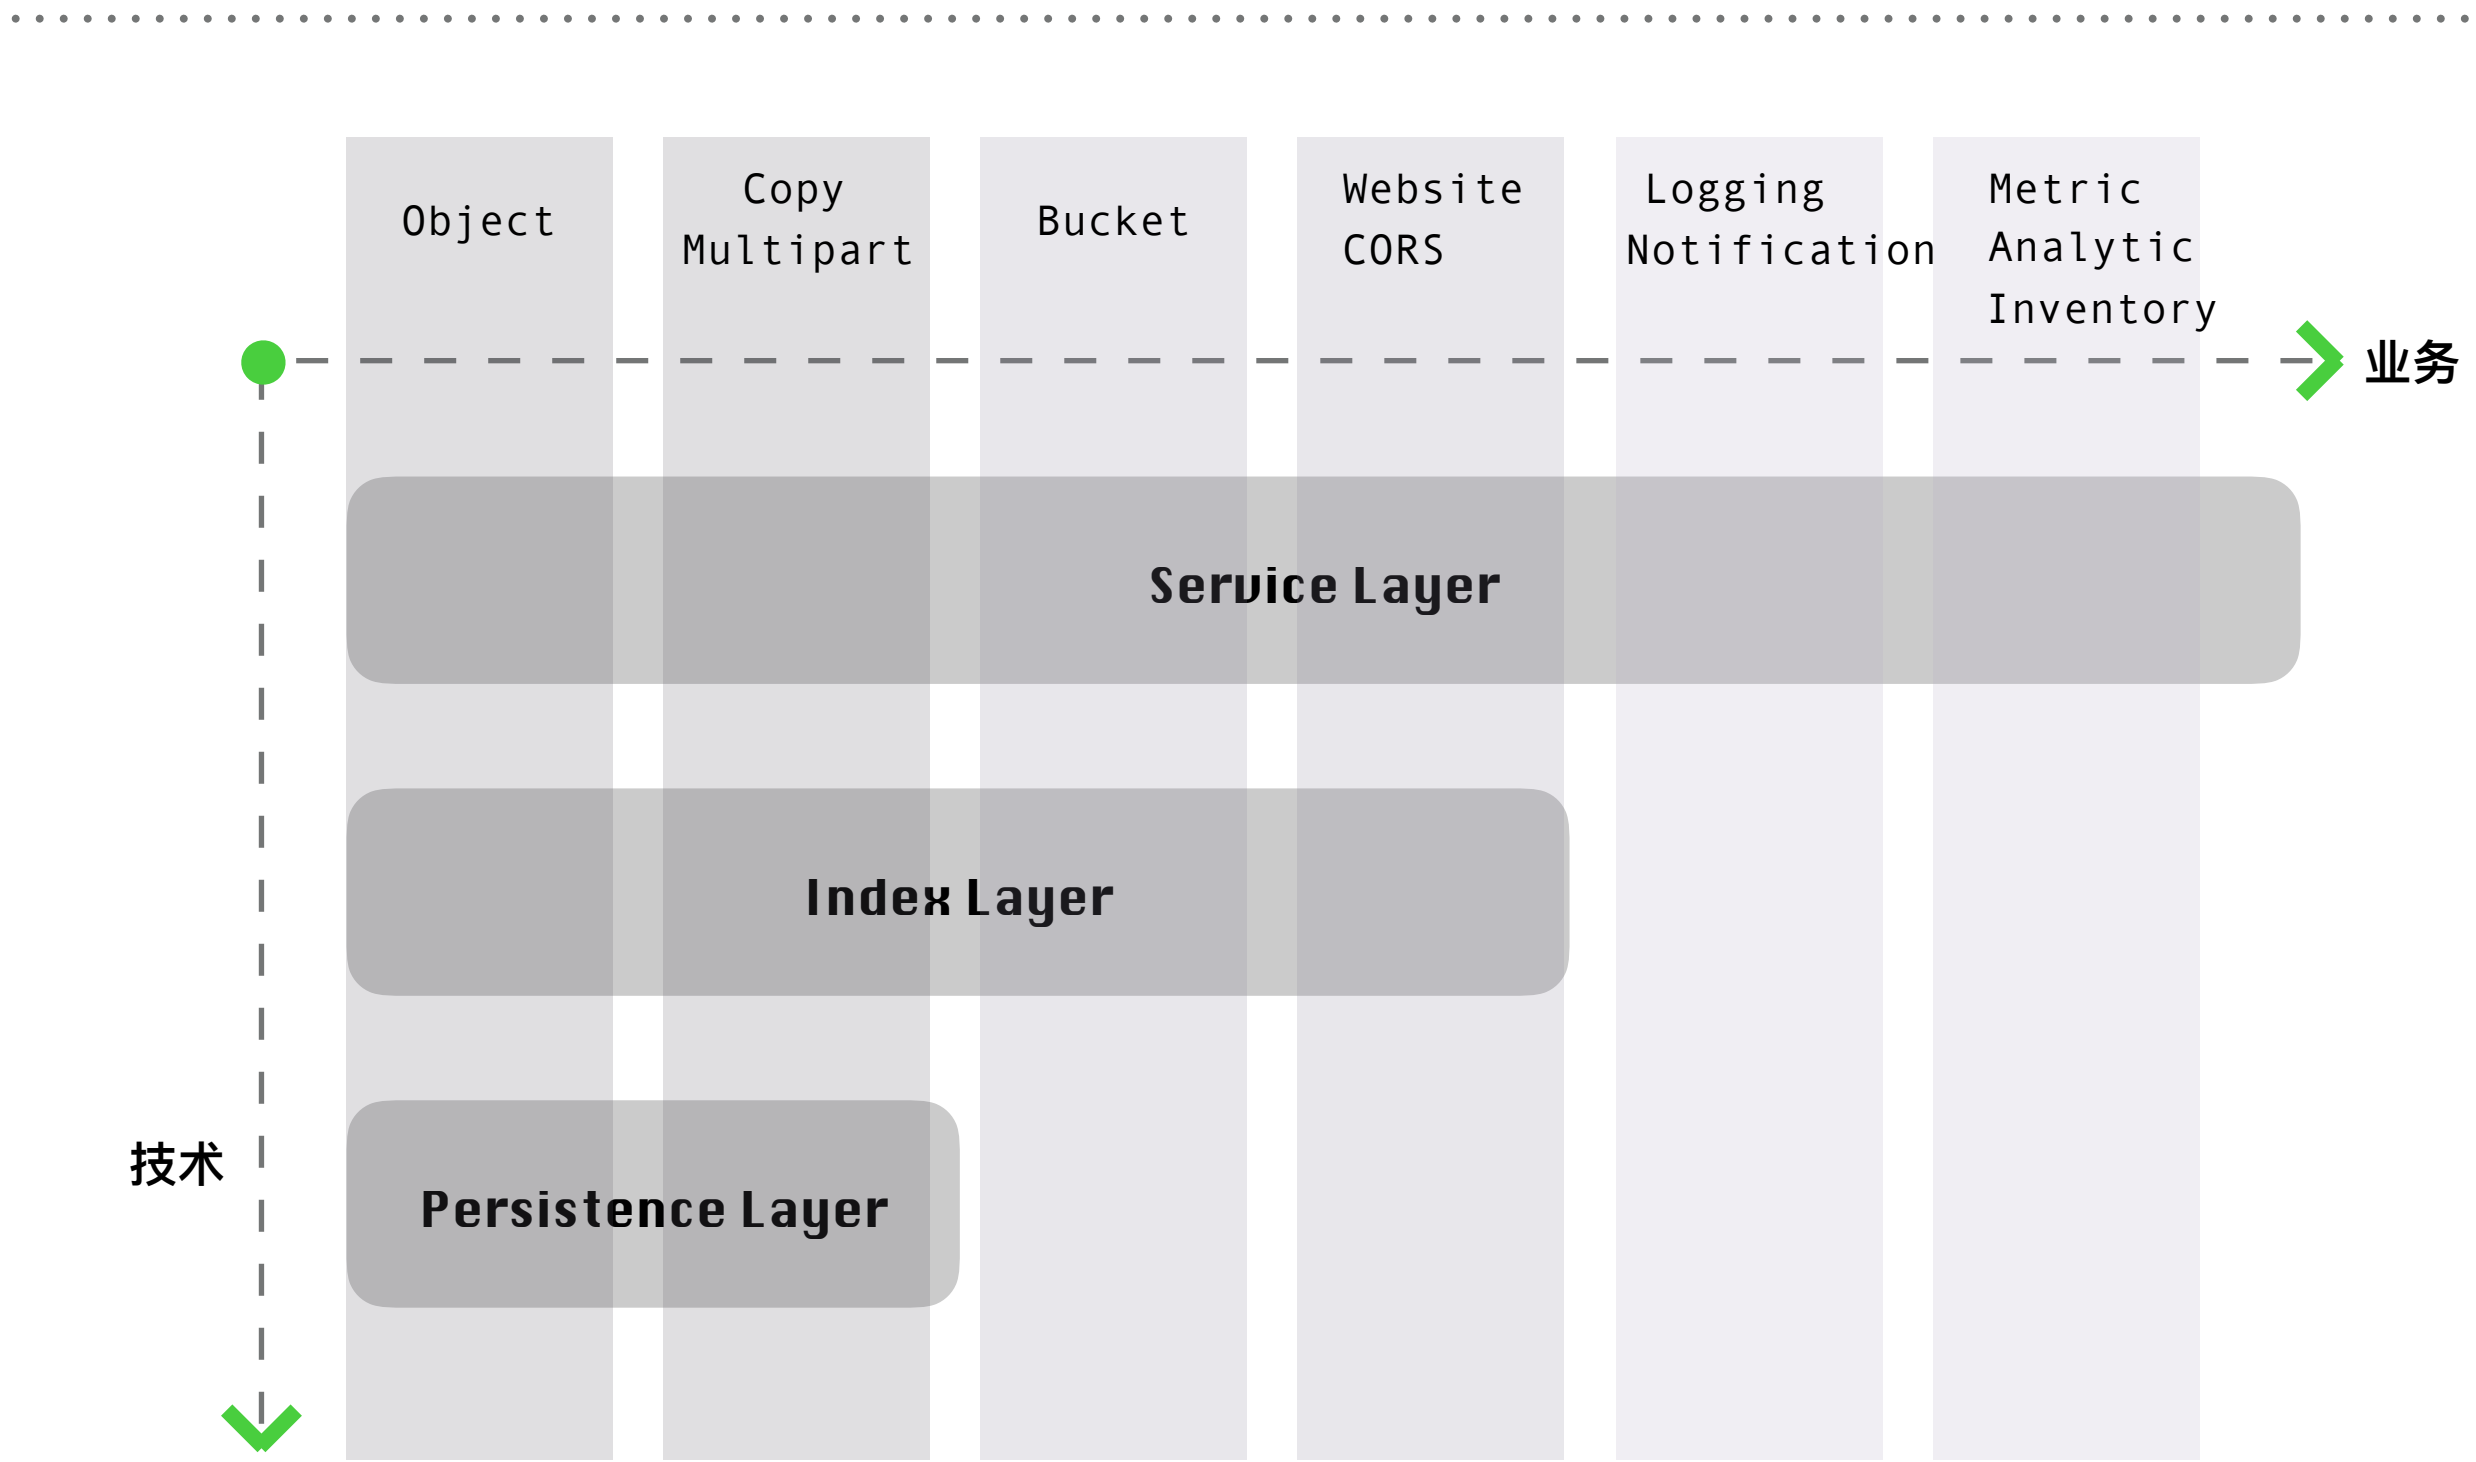 Object
Copy
Multipart
Bucket
Website
CORS
Logging
Notification
Metric
Analytic
Inventory
业务
Service Layer
Index Layer
Persistence Layer
技术